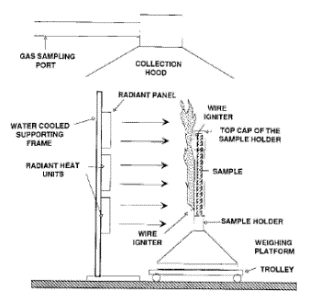 GAS SAMPLING
PORT
COLLECTION
HOOD
RADIANT PANEL
WIRE
IGNITER
WATER COOLED
SUPPORTING
FRAME
TOP CAP OF THE
SAMPLE HOLDER
RADIANT HEAT
UNITS
SAMPLE
SAMPLE HOLDER
WIRE
IGNITER
WEIGHING
PLATFORM
TROLLEY